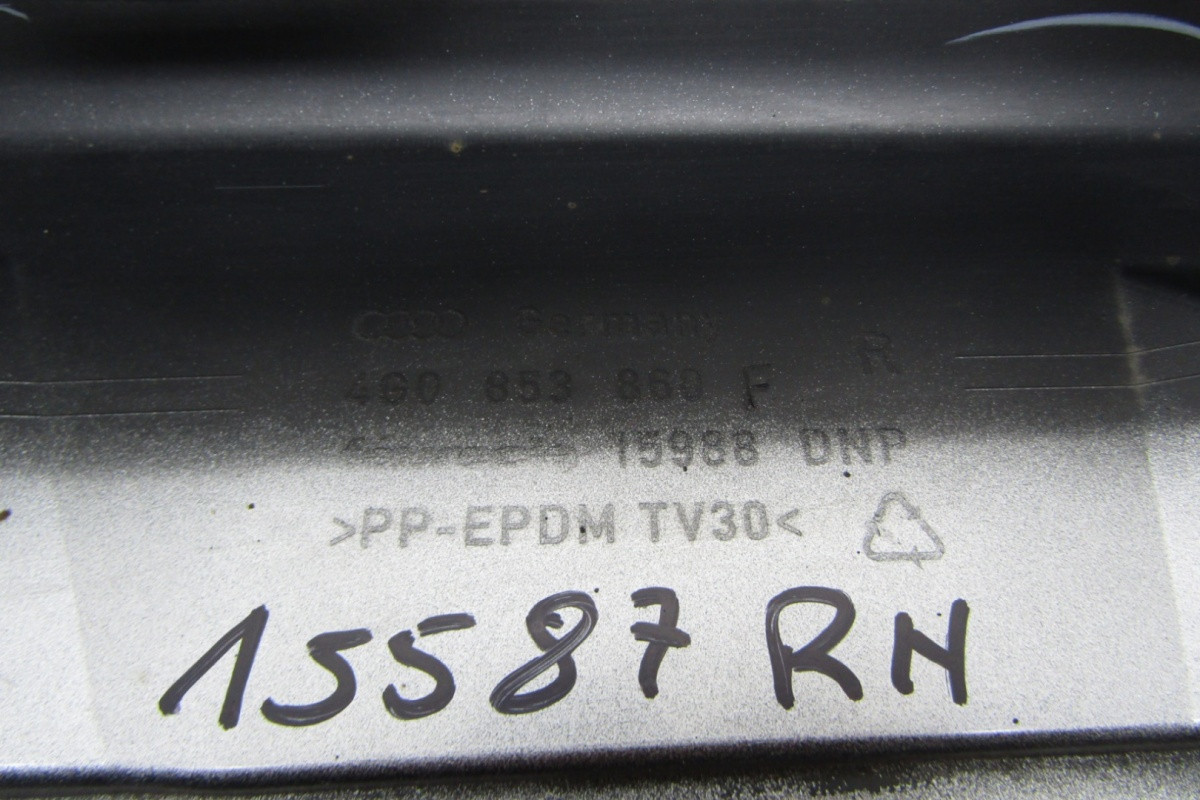 Germany
4G0 853 860 F R
15988 DNP
>PP-EPDM TV30<
15587 RH